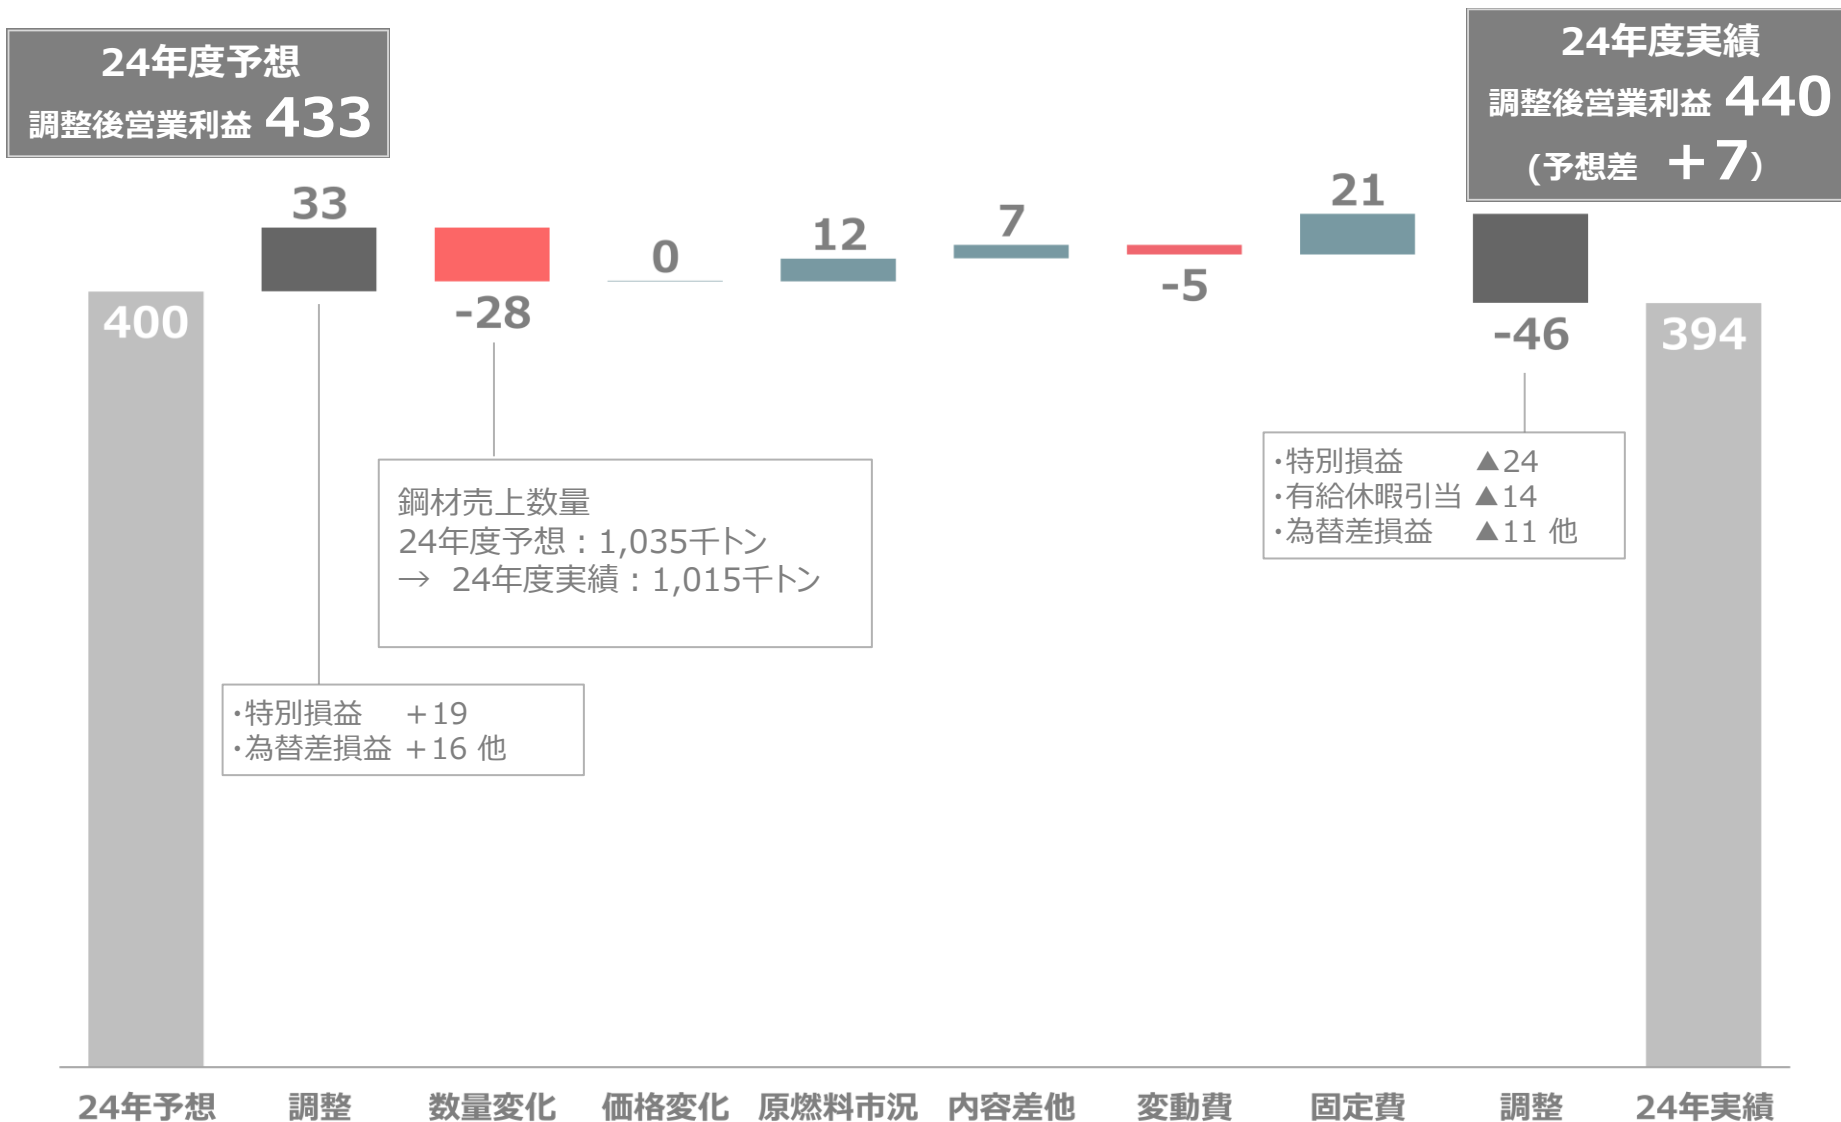 24年度予想
調整後営業利益 433
24年度実績
調整後営業利益 440
(予想差 +7)
33
-28
0
12
7
-5
21
-46
400
394
鋼材売上数量
24年度予想：1,035千トン
→ 24年度実績：1,015千トン
・特別損益 ▲24
・有給休暇引当 ▲14
・為替差損益 ▲11 他
・特別損益 +19
・為替差損益 +16 他
24年予想 調整 数量変化 価格変化 原燃料市況 内容差他 変動費 固定費 調整 24年実績